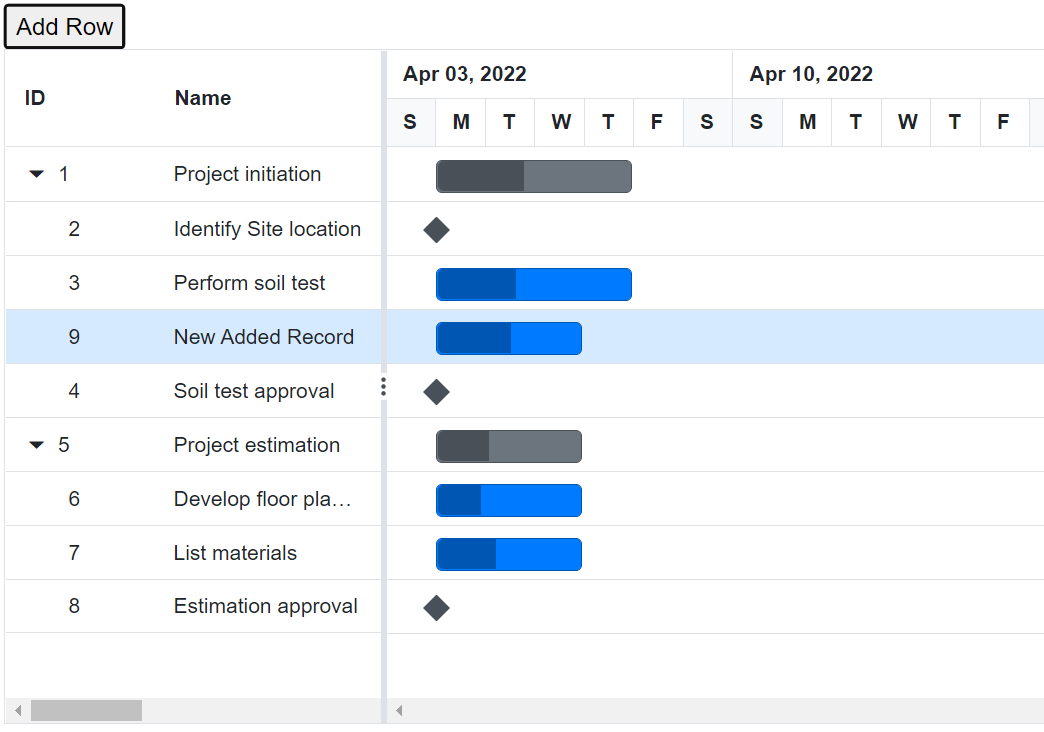 Add Row
ID Name Apr 03, 2022 Apr 10, 2022
S M T W T F S S M T W T F
1 Project initiation
2 Identify Site location
3 Perform soil test
9 New Added Record
4 Soil test approval
5 Project estimation
6 Develop floor pla…
7 List materials
8 Estimation approval